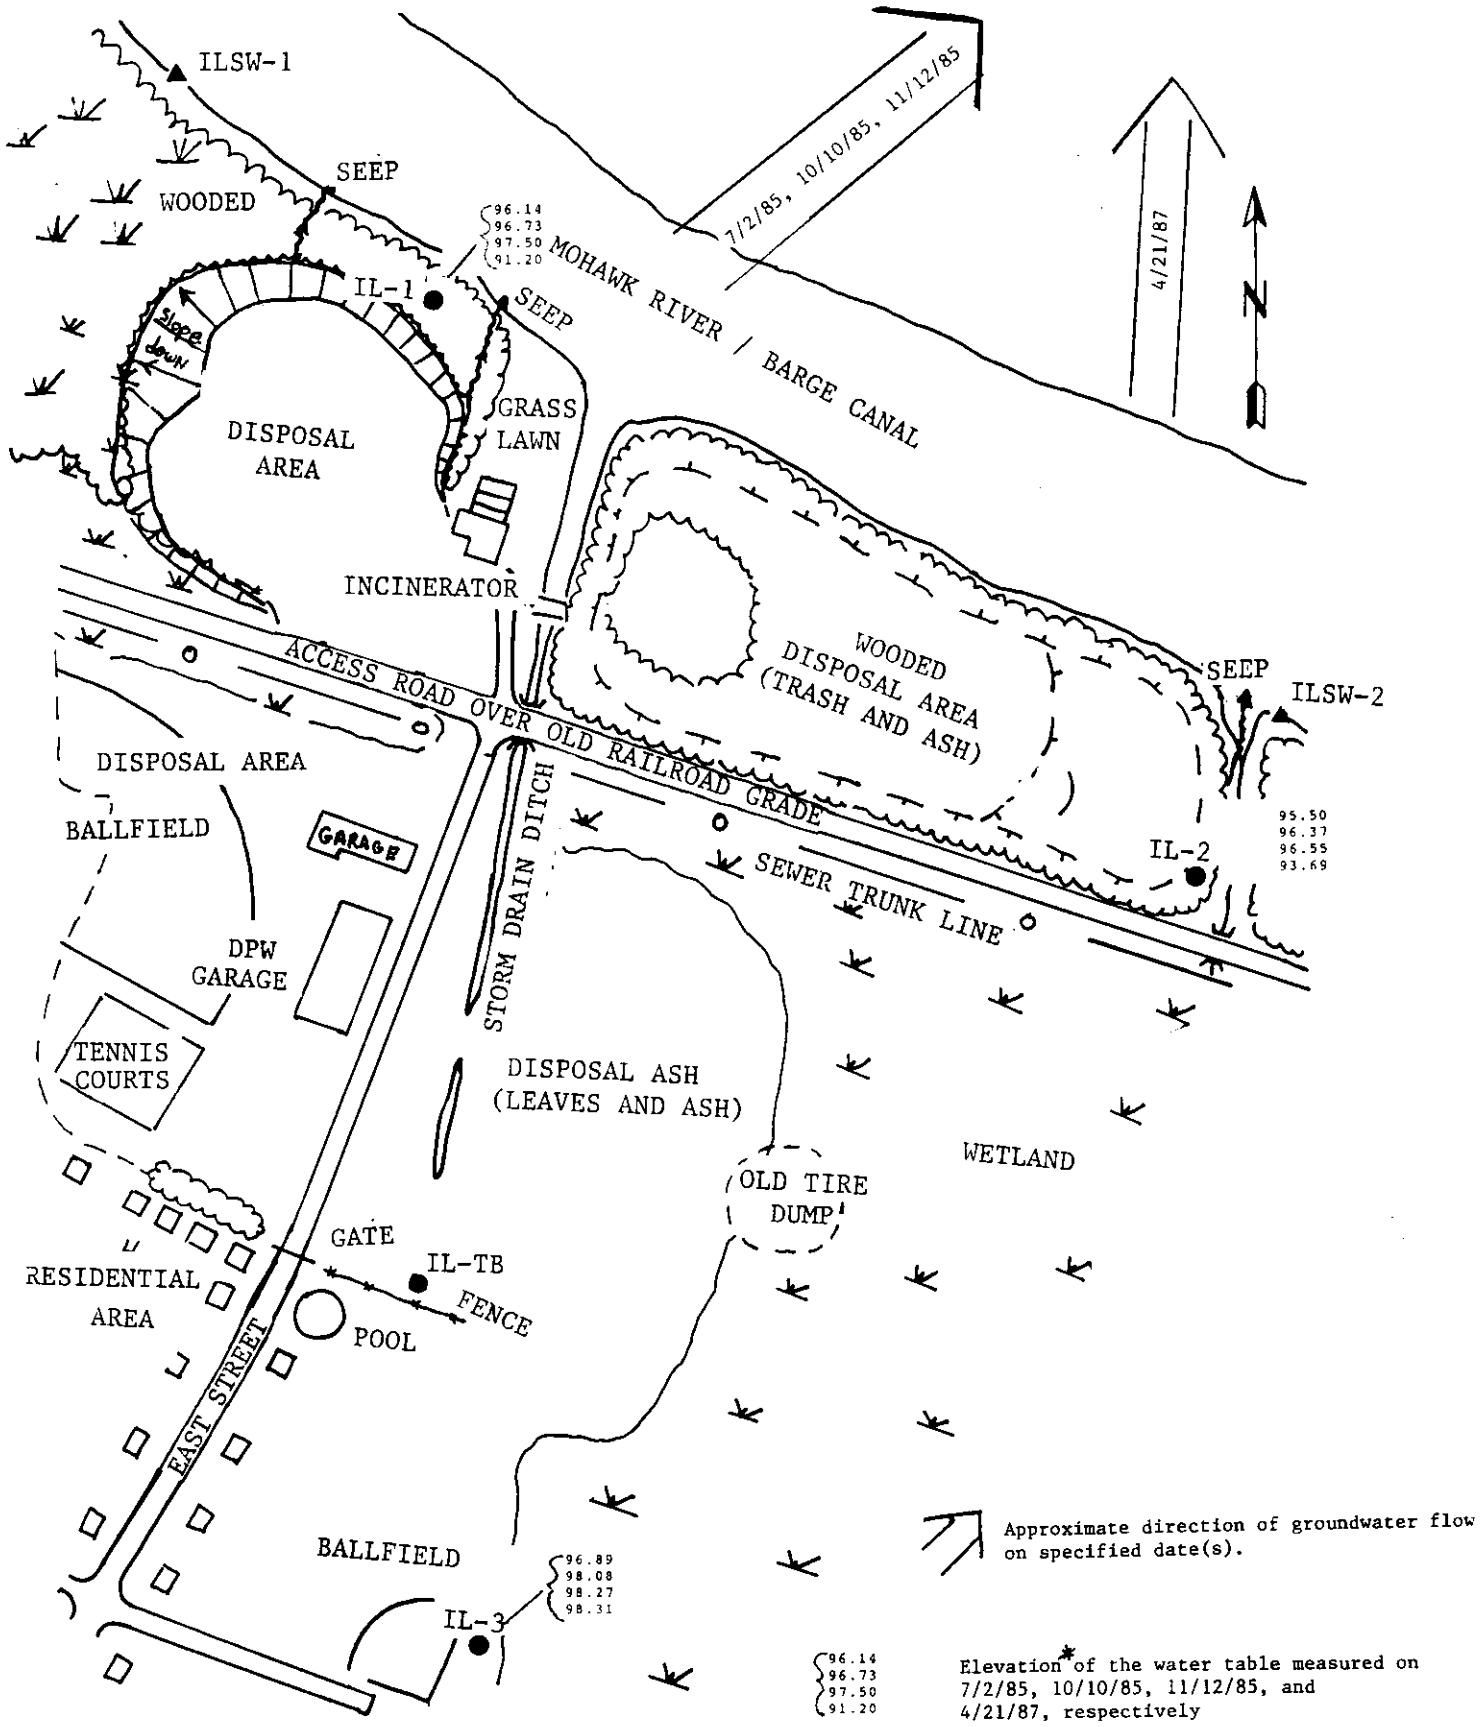 ILSW-1
SEEP
WOODED
96.14
96.73
97.50
91.20
7/2/85, 10/10/85, 11/12/85
4/21/87
N
IL-1
SEEP
MOHAWK RIVER / BARGE CANAL
Slope
down
DISPOSAL
AREA
GRASS
LAWN
INCINERATOR
WOODED
DISPOSAL AREA
(TRASH AND ASH)
SEEP
ILSW-2
ACCESS ROAD OVER OLD RAILROAD GRADE
DISPOSAL AREA
BALLFIELD
GARAGE
STORM DRAIN DITCH
SEWER TRUNK LINE
IL-2
95.50
96.37
96.55
93.69
DPW
GARAGE
TENNIS
COURTS
DISPOSAL ASH
(LEAVES AND ASH)
WETLAND
OLD TIRE
DUMP
GATE
IL-TB
FENCE
POOL
RESIDENTIAL
AREA
EAST STREET
BALLFIELD
96.89
98.08
98.27
98.31
IL-3
Approximate direction of groundwater flow
on specified date(s).
96.14
96.73
97.50
91.20
Elevation* of the water table measured on
7/2/85, 10/10/85, 11/12/85, and
4/21/87, respectively